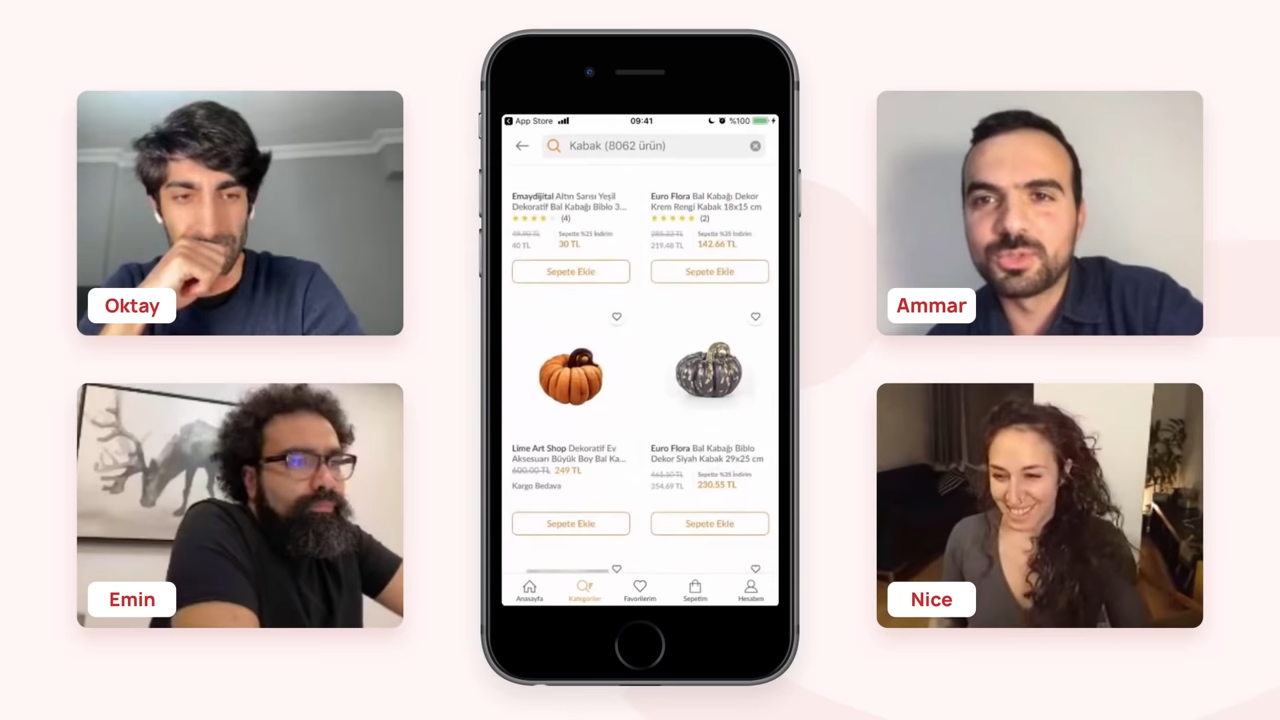 Oktay
Emin
App Store
09:41
%100
Kabak (8062 ürün)
Emaydijital Altın Sarısı Yeşil
Dekoratif Bal Kabağı Biblo 3...
(4)
49.90 TL
40 TL
Sepette %25 İndirim
30 TL
Sepete Ekle
Euro Flora Bal Kabağı Dekor
Krem Rengi Kabak 18x15 cm
(2)
219.48 TL
Sepette %35 İndirim
142.66 TL
Sepete Ekle
Lime Art Shop Dekoratif Ev
Aksesuarı Büyük Boy Bal Ka...
600.00 TL 249 TL
Kargo Bedava
Sepete Ekle
Euro Flora Bal Kabağı Biblo
Dekor Siyah Kabak 29x25 cm
354.69 TL
Sepette %35 İndirim
230.55 TL
Sepete Ekle
Anasayfa
Kategoriler
Favorilerim
Sepetim
Hesabım
Ammar
Nice